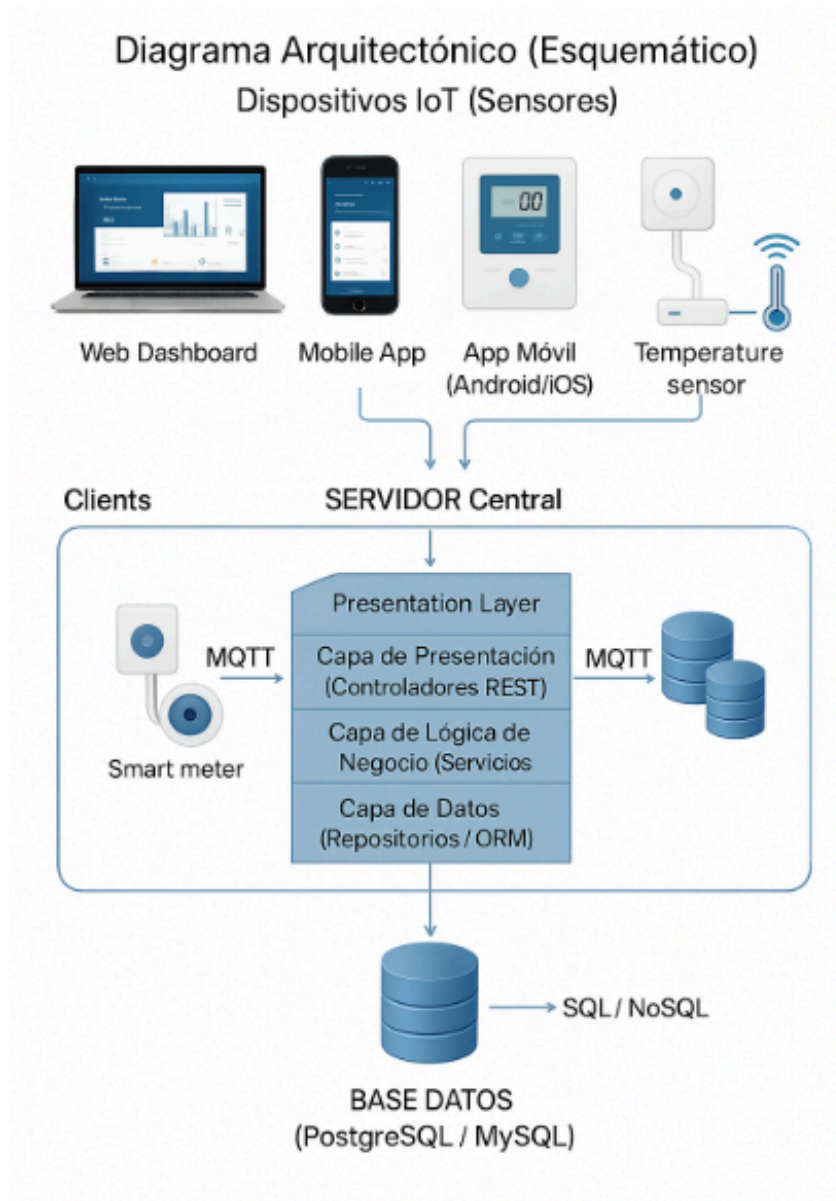 Diagrama Arquitectónico (Esquemático)
Dispositivos IoT (Sensores)
00
Web Dashboard
Mobile App
App Móvil
(Android/iOS)
Temperature
sensor
Clients
SERVIDOR Central
Presentation Layer
MQTT
Capa de Presentación
(Controladores REST)
MQTT
Capa de Lógica de
Negocio (Servicios
Smart meter
Capa de Datos
(Repositorios / ORM)
SQL / NoSQL
BASE DATOS
(PostgreSQL / MySQL)